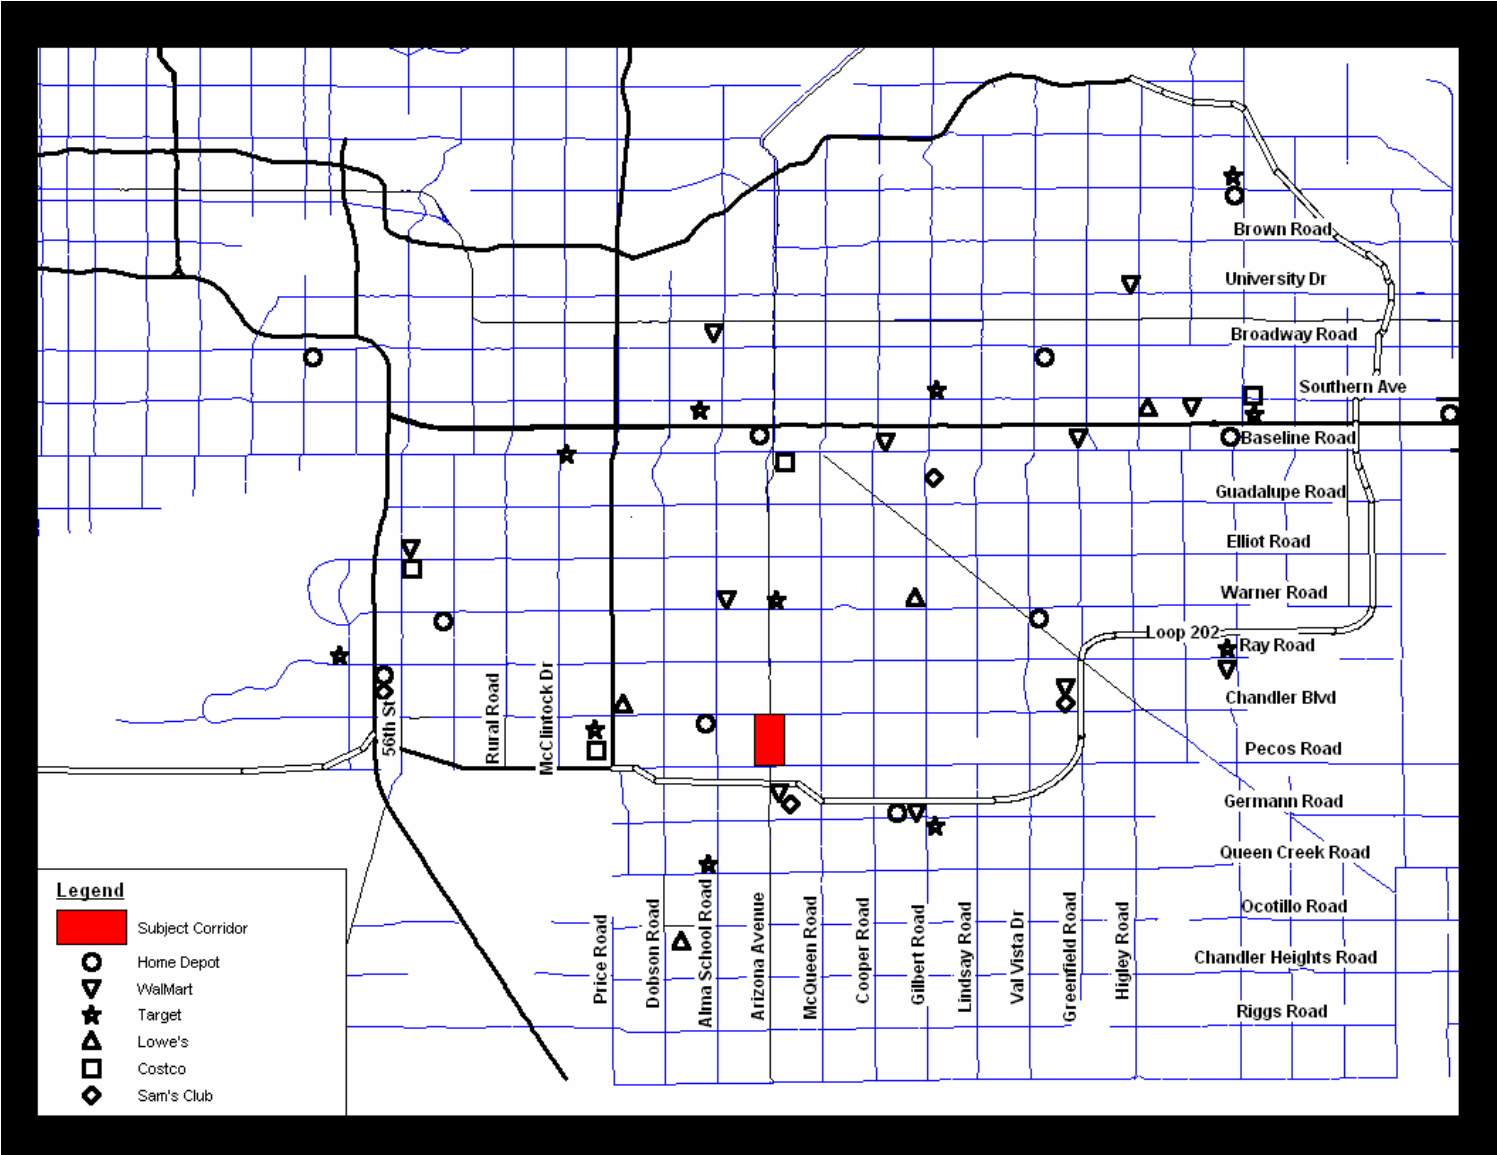 Brown Road
University Dr
Broadway Road
Southern Ave
Baseline Road
Guadalupe Road
Elliot Road
Warner Road
Loop 202
Ray Road
Chandler Blvd
Pecos Road
Germann Road
Queen Creek Road
Ocotillo Road
Chandler Heights Road
Riggs Road
56th St
Rural Road
McClintock Dr
Price Road
Dobson Road
Alma School Road
Arizona Avenue
McQueen Road
Cooper Road
Gilbert Road
Lindsay Road
Val Vista Dr
Greenfield Road
Higley Road
Legend
Subject Corridor
Home Depot
WalMart
Target
Lowe's
Costco
Sam's Club